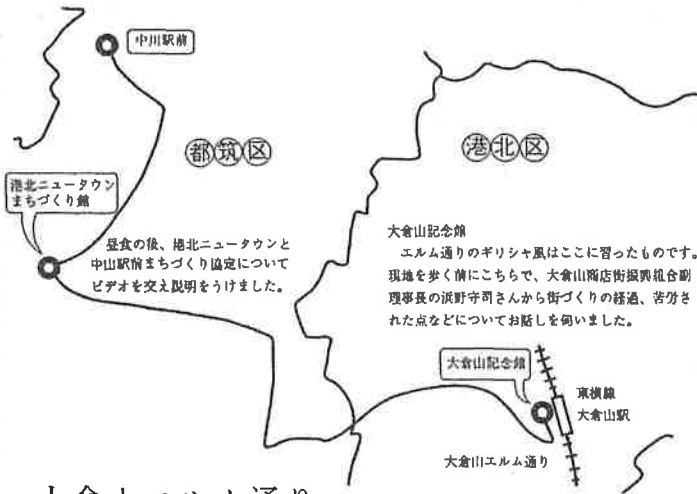 中川駅前
都筑区
港北区
港北ニュータウン
まちづくり館
昼食の後、港北ニュータウンと
中山駅前まちづくり協定について
ビデオを交え説明をうけました。
大倉山記念館
エルム通りのギリシャ風はここに習ったものです。
現地を歩く前にこちらで、大倉山商店街振興組合副
理事長の浜野守司さんから街づくりの経過、苦労さ
れた点などについてお話しを伺いました。
大倉山記念館
東横線
大倉山駅
大倉山エルム通り
大倉山エルム通り